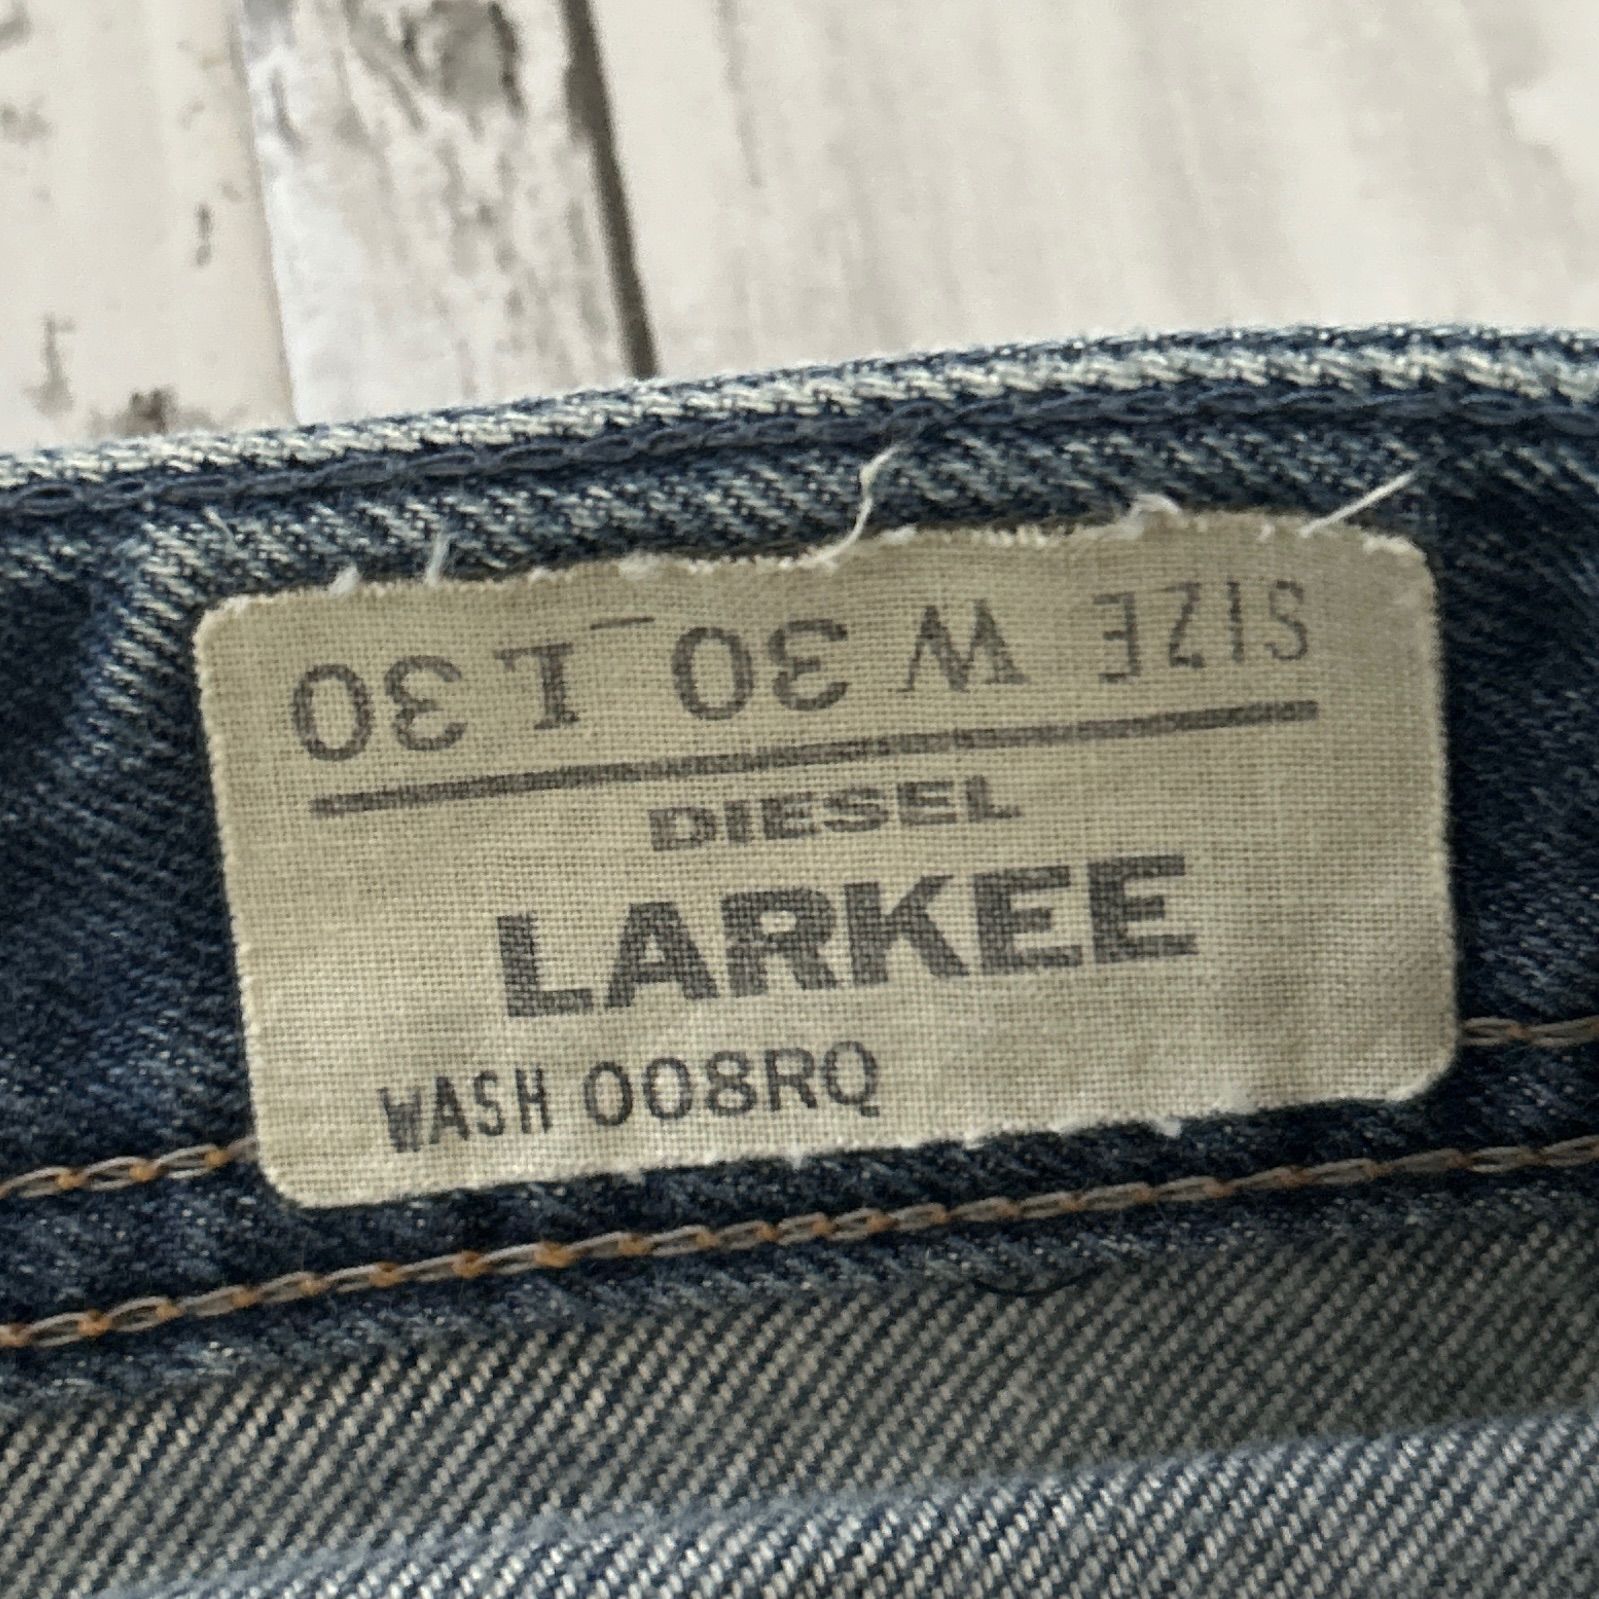 SIZE W 30 L 30
DIESEL
LARKEE
WASH 008RQ